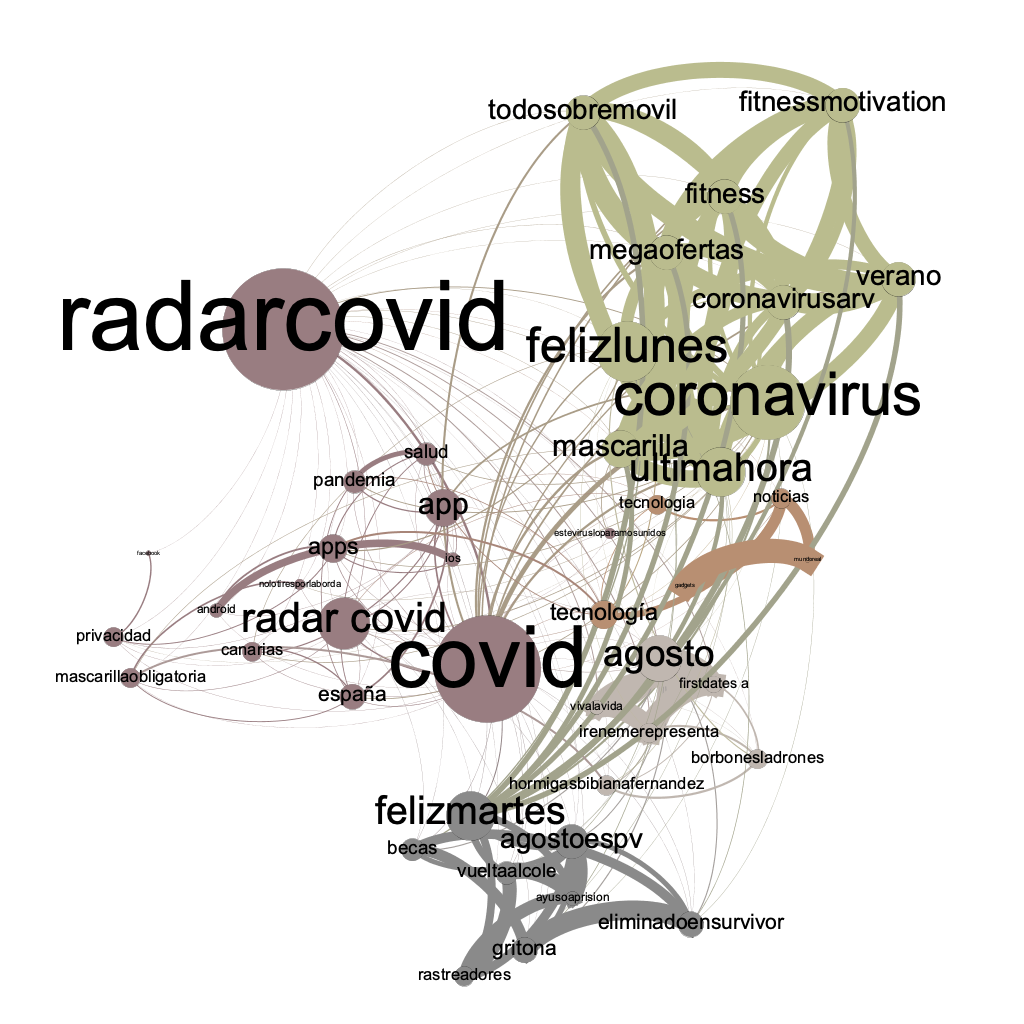 todosobremovil
fitnessmotivation
fitness
megaofertas
verano
coronavirusarv
radarcovid
felizlunes
coronavirus
mascarilla
salud
ultimahora
pandemia
noticias
app
tecnologia
estevirusloparamosunidos
apps
facebook
ios
mundoreal
nolotiresporlaborda
gadgets
android
radar covid
tecnología
privacidad
canarias
covid
agosto
mascarillaobligatoria
firstdates a
españa
vivalavida
irenemerepresenta
borbonesladrones
hormigasbibianafernandez
felizmartes
agostoespv
becas
vueltaalcole
ayusoaprision
eliminadoensurvivor
gritona
rastreadores